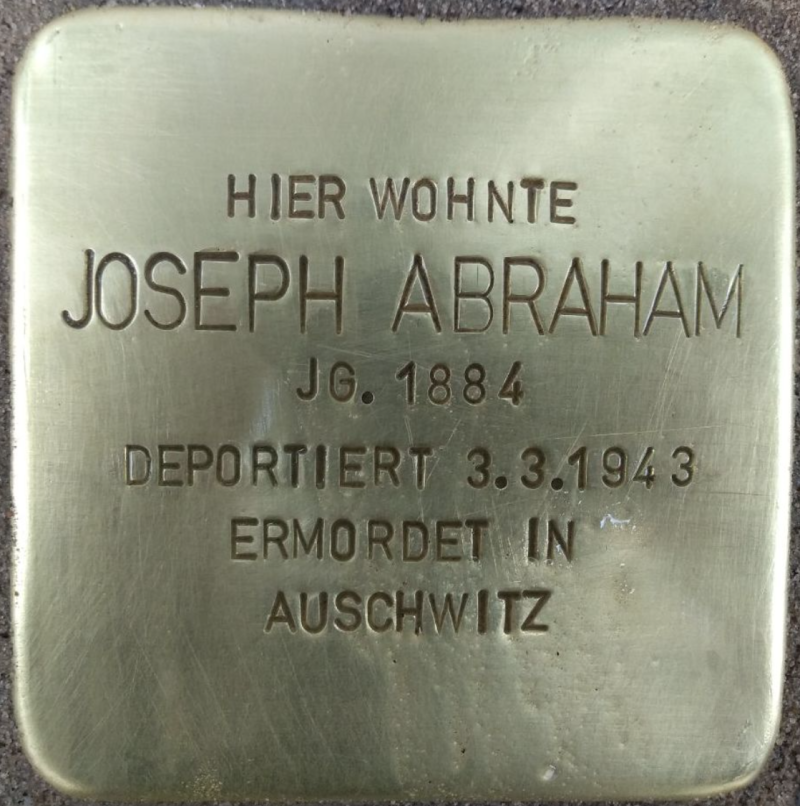 HIER WOHNTE
JOSEPH ABRAHAM
JG. 1884
DEPORTIERT 3.3.1943
ERMORDET IN
AUSCHWITZ